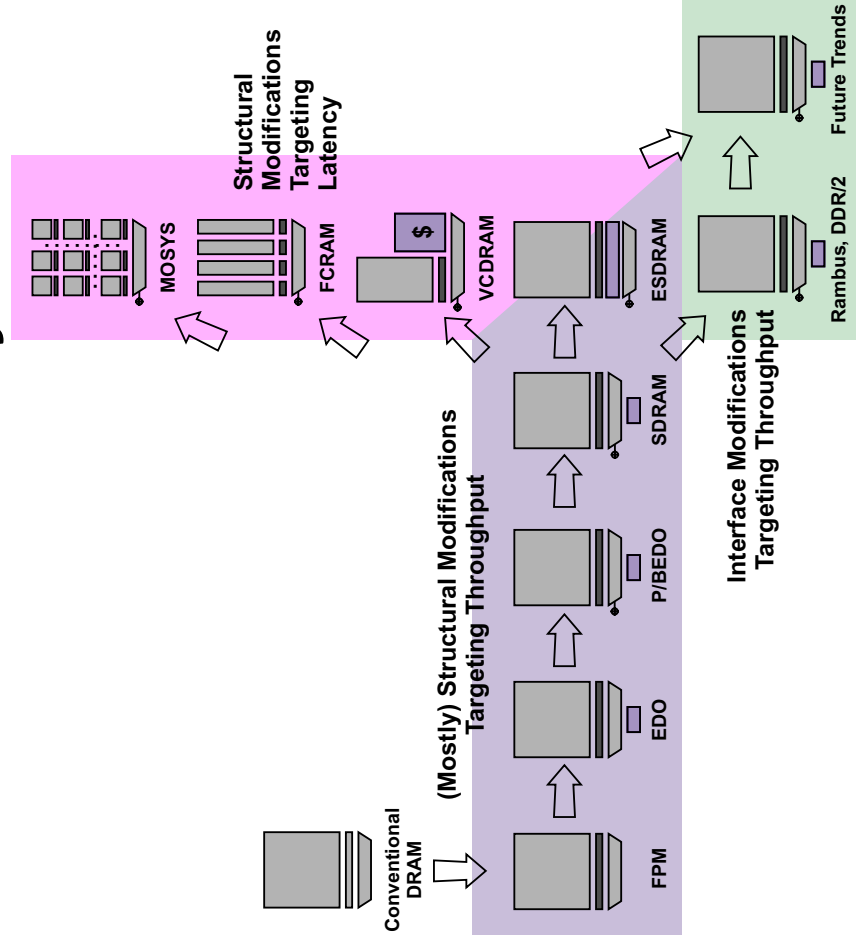 Structural
Modifications
Targeting
Latency
MOSYS
FCRAM
VCDRAM
$
Conventional
DRAM
(Mostly) Structural Modifications
Targeting Throughput
FPM
EDO
P/BEDO
SDRAM
ESDRAM
Interface Modifications
Targeting Throughput
Rambus, DDR/2
Future Trends